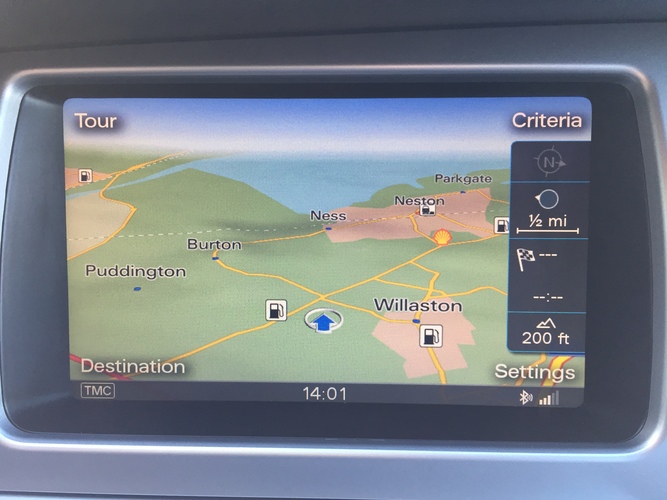 Tour
Criteria
N
Parkgate
Neston
Ness
½ mi
Burton
---
Puddington
--:--
Willaston
200 ft
Destination
Settings
TMC
14:01